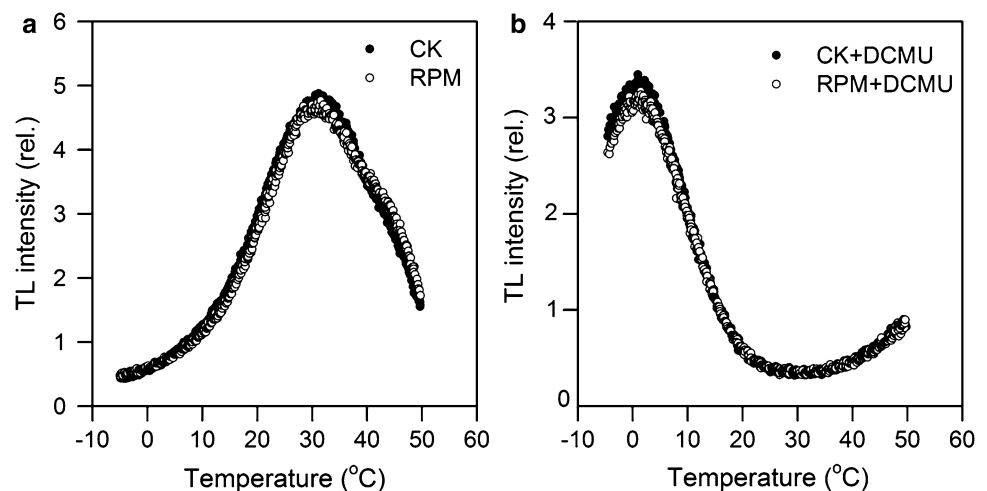 a
6
5
4
3
2
1
0
TL intensity (rel.)
CK
RPM
-10 0 10 20 30 40 50 60
Temperature (°C)
b
4
3
2
1
0
TL intensity (rel.)
CK+DCMU
RPM+DCMU
-10 0 10 20 30 40 50 60
Temperature (°C)